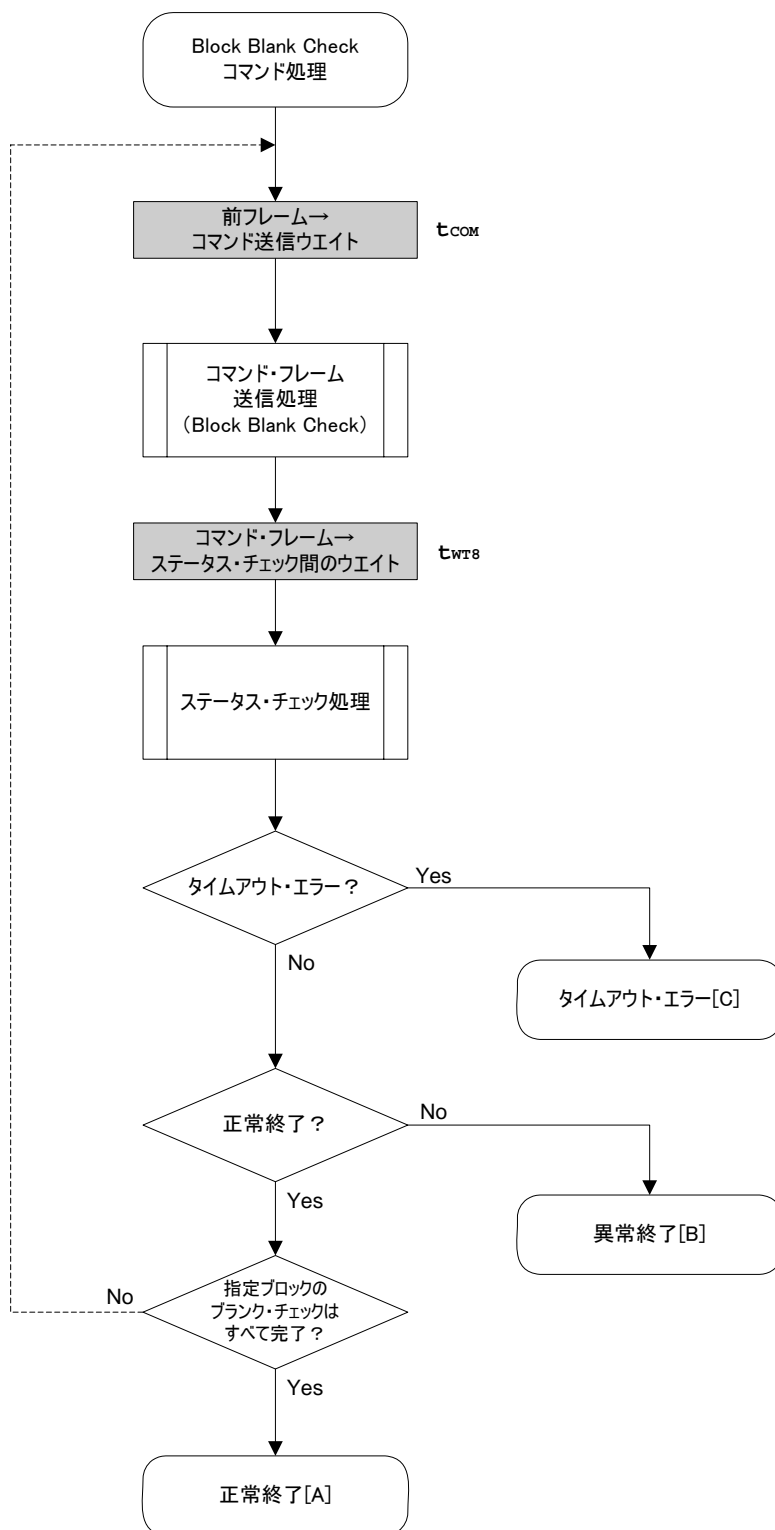 Block Blank Check
コマンド処理
前フレーム→
コマンド送信ウエイト
tCOM
コマンド・フレーム
送信処理
（Block Blank Check）
コマンド・フレーム→
ステータス・チェック間のウエイト
tWT8
ステータス・チェック処理
タイムアウト・エラー？
Yes
No
タイムアウト・エラー[C]
正常終了？
No
Yes
異常終了[B]
指定ブロックの
ブランク・チェックは
すべて完了？
No
Yes
正常終了[A]